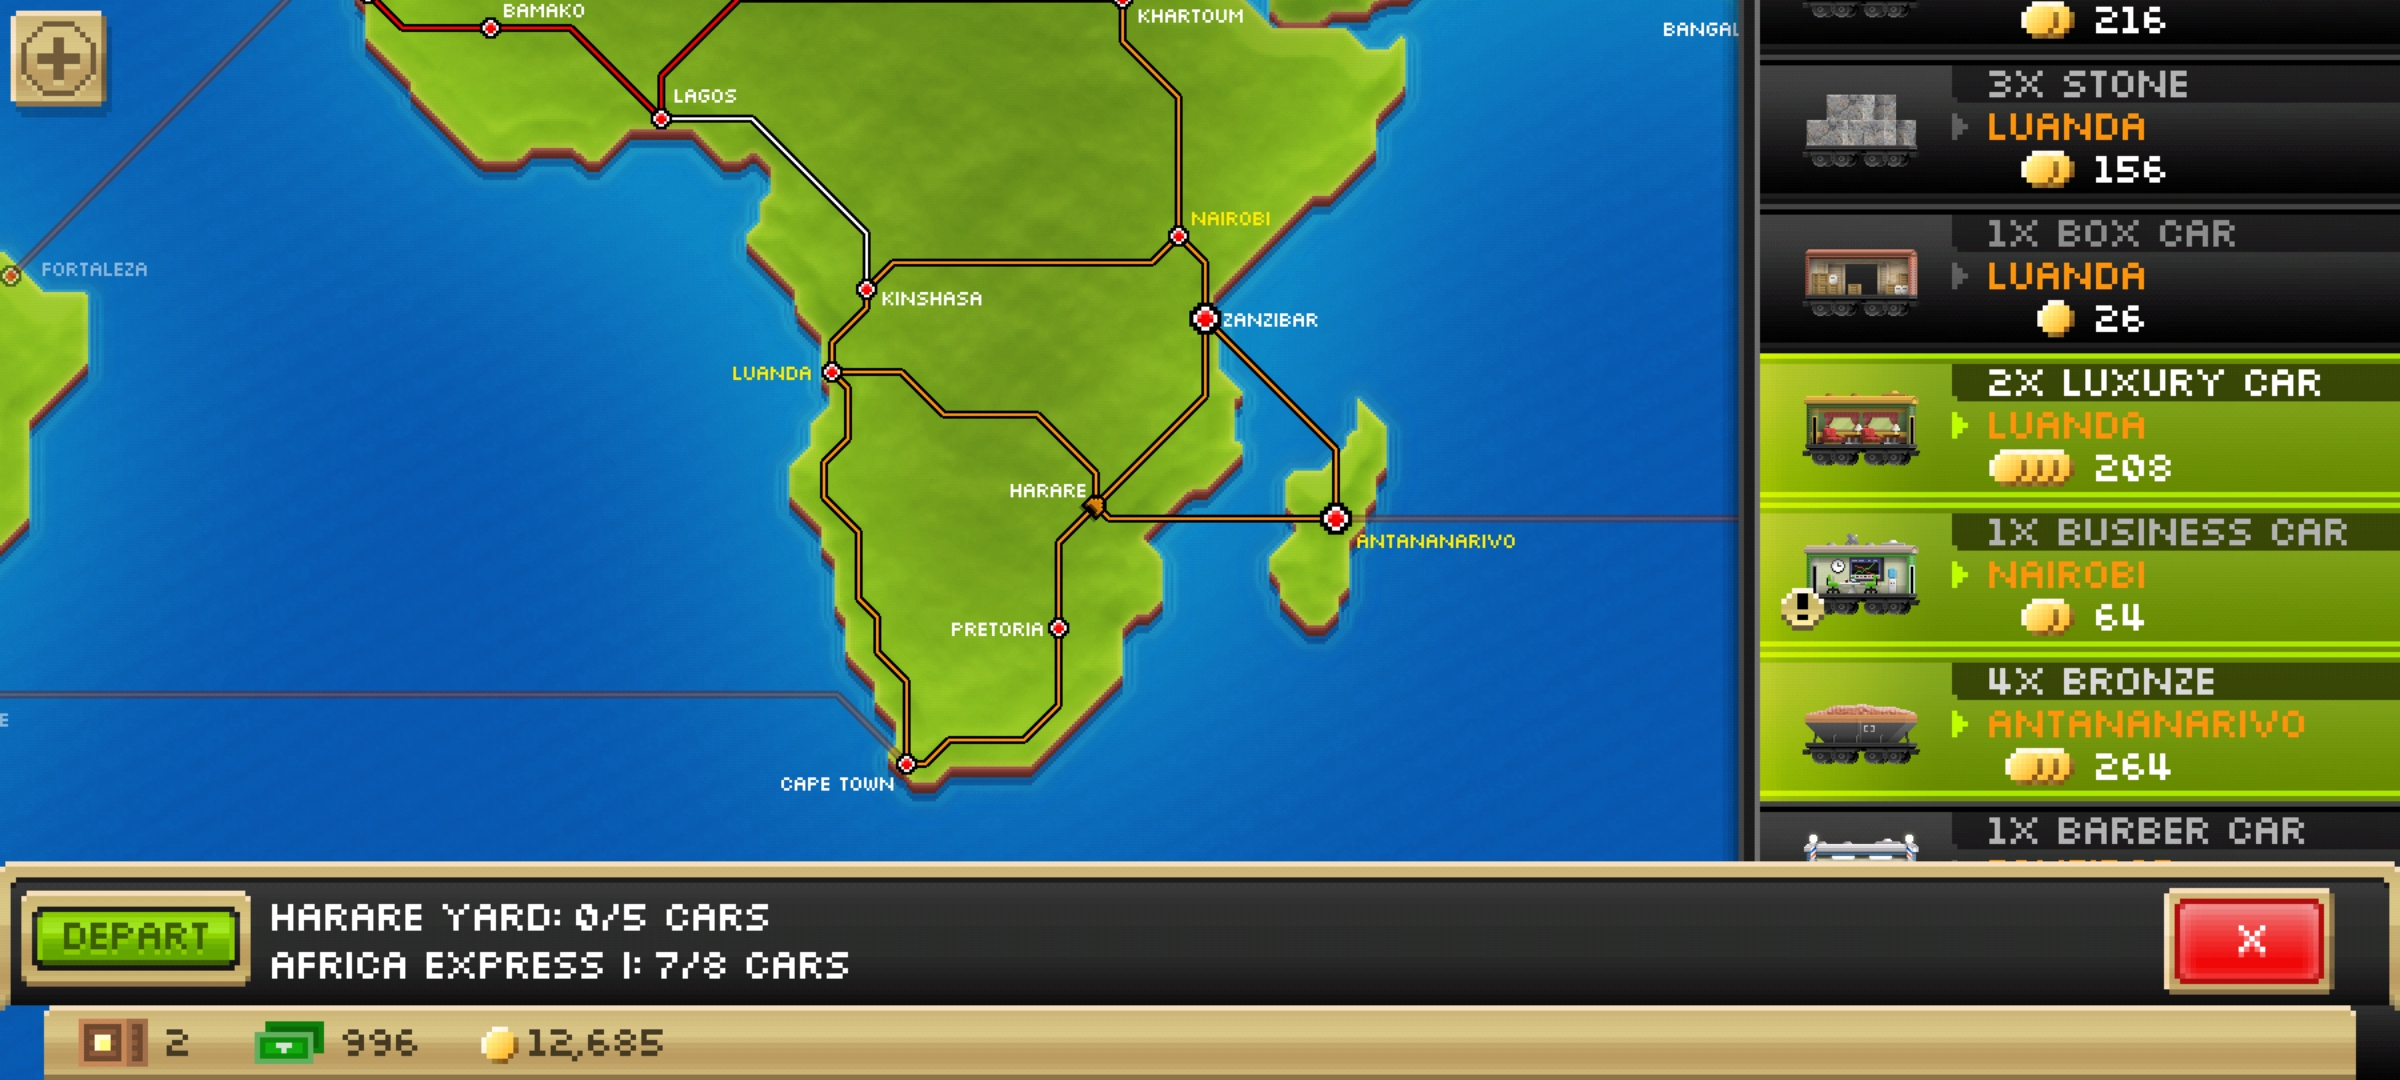 BAMAKO
KHARTOUM
BANGAL
LAGOS
NAIROBI
FORTALEZA
KINSHASA
ZANZIBAR
LUANDA
HARARE
ANTANANARIVO
PRETORIA
E
CAPE TOWN
216
3X STONE
LUANDA
156
1X BOX CAR
LUANDA
26
2X LUXURY CAR
LUANDA
208
1X BUSINESS CAR
NAIROBI
64
4X BRONZE
ANTANANARIVO
264
1X BARBER CAR
DEPART
HARARE YARD: 0/5 CARS
AFRICA EXPRESS I: 7/8 CARS
X
2
996
12,685